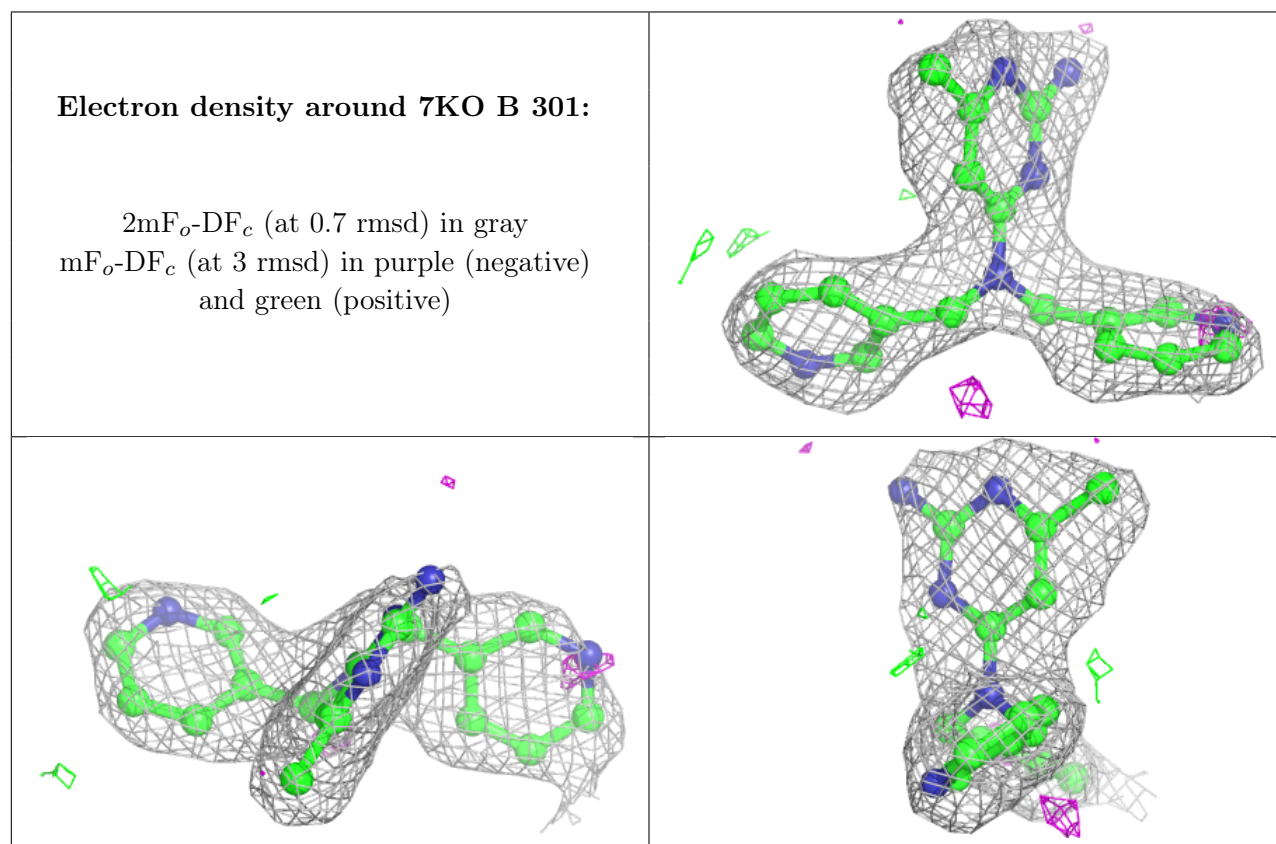 Electron density around 7KO B 301:
2mFo-DFc (at 0.7 rmsd) in gray
mFo-DFc (at 3 rmsd) in purple (negative)
and green (positive)